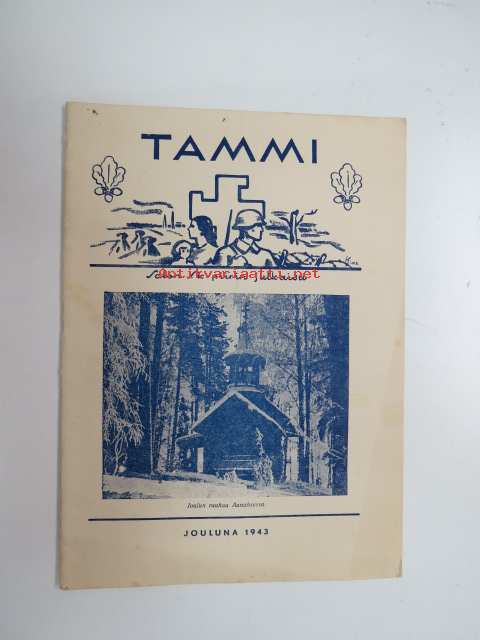 TAMMI
Antikvariaatti.net
Joulun rauhaa Aunuksessa.
JOULUNA 1943